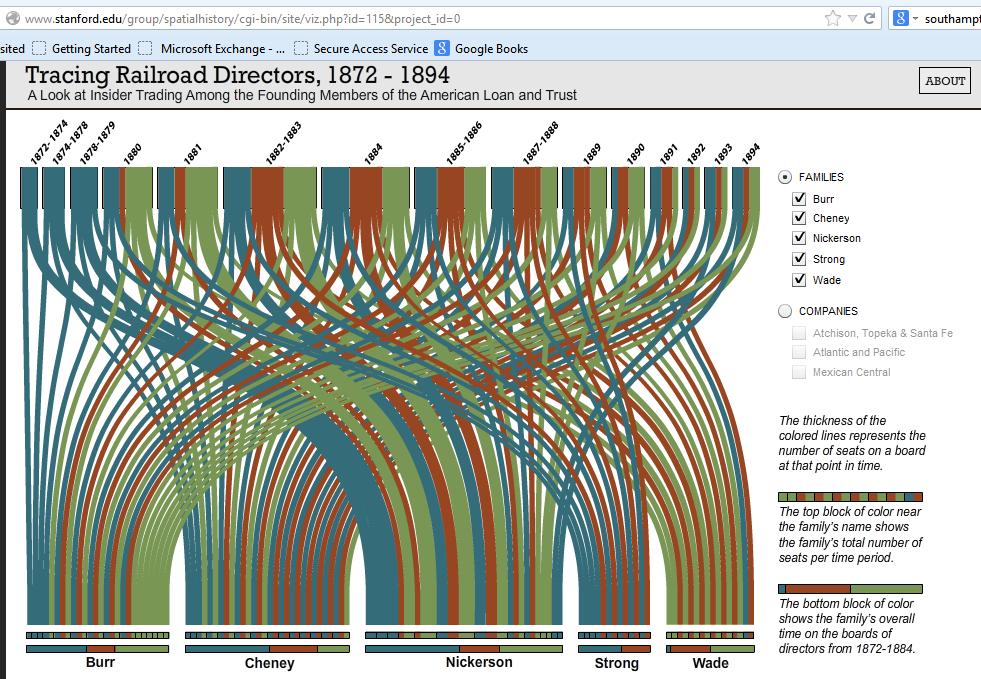 www.stanford.edu/group/spatialhistory/cgi-bin/site/viz.php?id=115&project_id=0
8 southampt
sited Getting Started Microsoft Exchange - ... Secure Access Service 8 Google Books
Tracing Railroad Directors, 1872 - 1894
ABOUT
A Look at Insider Trading Among the Founding Members of the American Loan and Trust
1872-1874 1874-1878 1878-1879 1880 1881 1882-1883 1884 1885-1886 1887-1888 1889 1890 1891 1892 1893 1894
FAMILIES
Burr
Cheney
Nickerson
Strong
Wade
COMPANIES
Atchison, Topeka & Santa Fe
Atlantic and Pacific
Mexican Central
The thickness of the
colored lines represents the
number of seats on a board
at that point in time.
The top block of color near
the family's name shows
the family's total number of
seats per time period.
The bottom block of color
shows the family's overall
time on the boards of
directors from 1872-1884.
Burr Cheney Nickerson Strong Wade